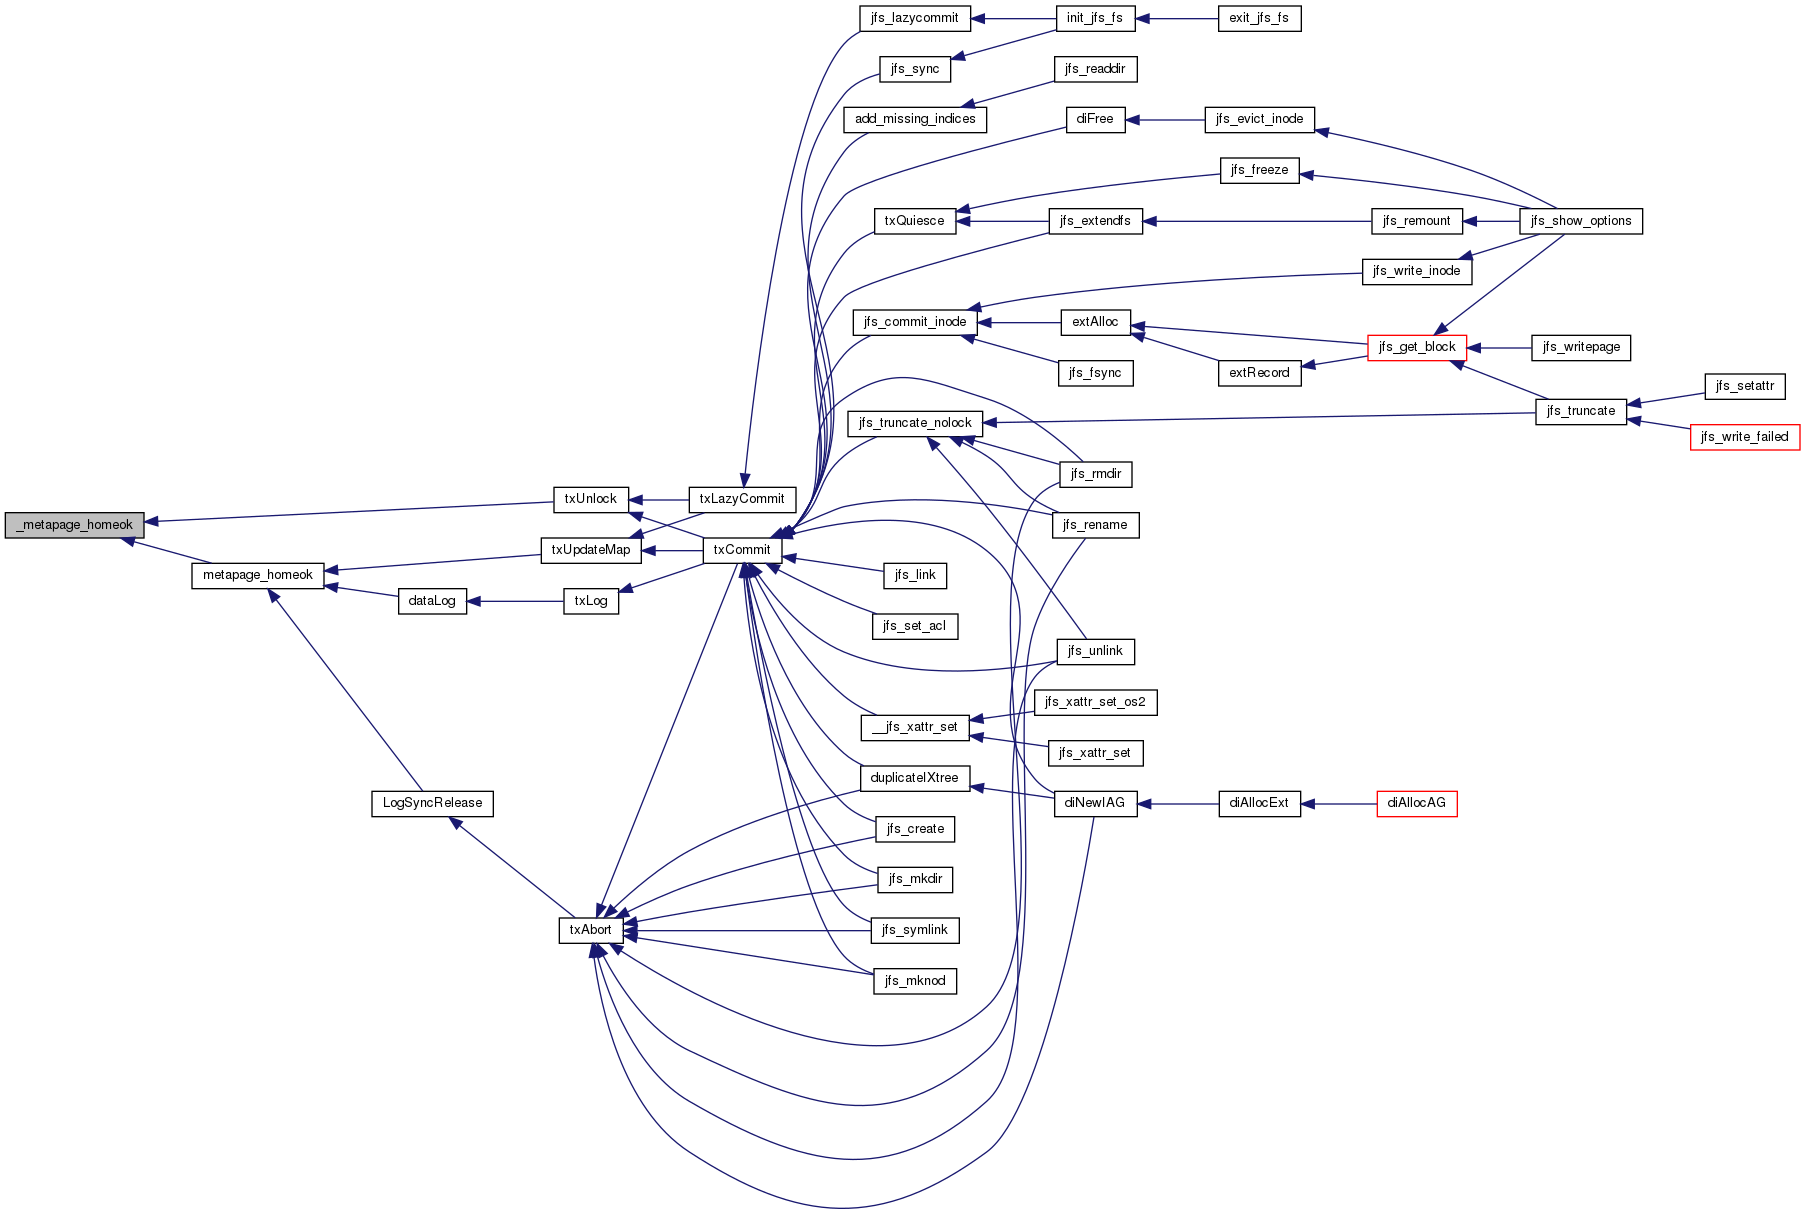 _metapage_homeok
metapage_homeok
LogSyncRelease
dataLog
txUnlock
txUpdateMap
txLog
txAbort
txLazyCommit
txCommit
jfs_lazycommit
jfs_sync
add_missing_indices
txQuiesce
jfs_commit_inode
jfs_truncate_nolock
jfs_link
jfs_set_acl
__jfs_xattr_set
duplicateIXtree
jfs_create
jfs_mkdir
jfs_symlink
jfs_mknod
init_jfs_fs
jfs_readdir
diFree
jfs_extendfs
extAlloc
jfs_fsync
jfs_rmdir
jfs_rename
jfs_unlink
jfs_xattr_set_os2
jfs_xattr_set
diNewIAG
exit_jfs_fs
jfs_evict_inode
jfs_freeze
extRecord
diAllocExt
jfs_remount
jfs_write_inode
jfs_get_block
diAllocAG
jfs_show_options
jfs_writepage
jfs_truncate
jfs_setattr
jfs_write_failed